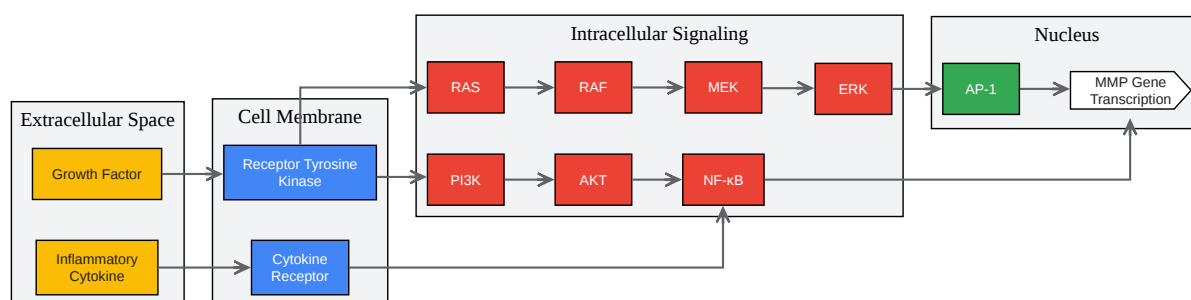 Extracellular Space
Growth Factor
Inflammatory
Cytokine
Cell Membrane
Receptor Tyrosine
Kinase
Cytokine
Receptor
Intracellular Signaling
RAS
RAF
MEK
ERK
PI3K
AKT
NF-κB
Nucleus
AP-1
MMP Gene
Transcription